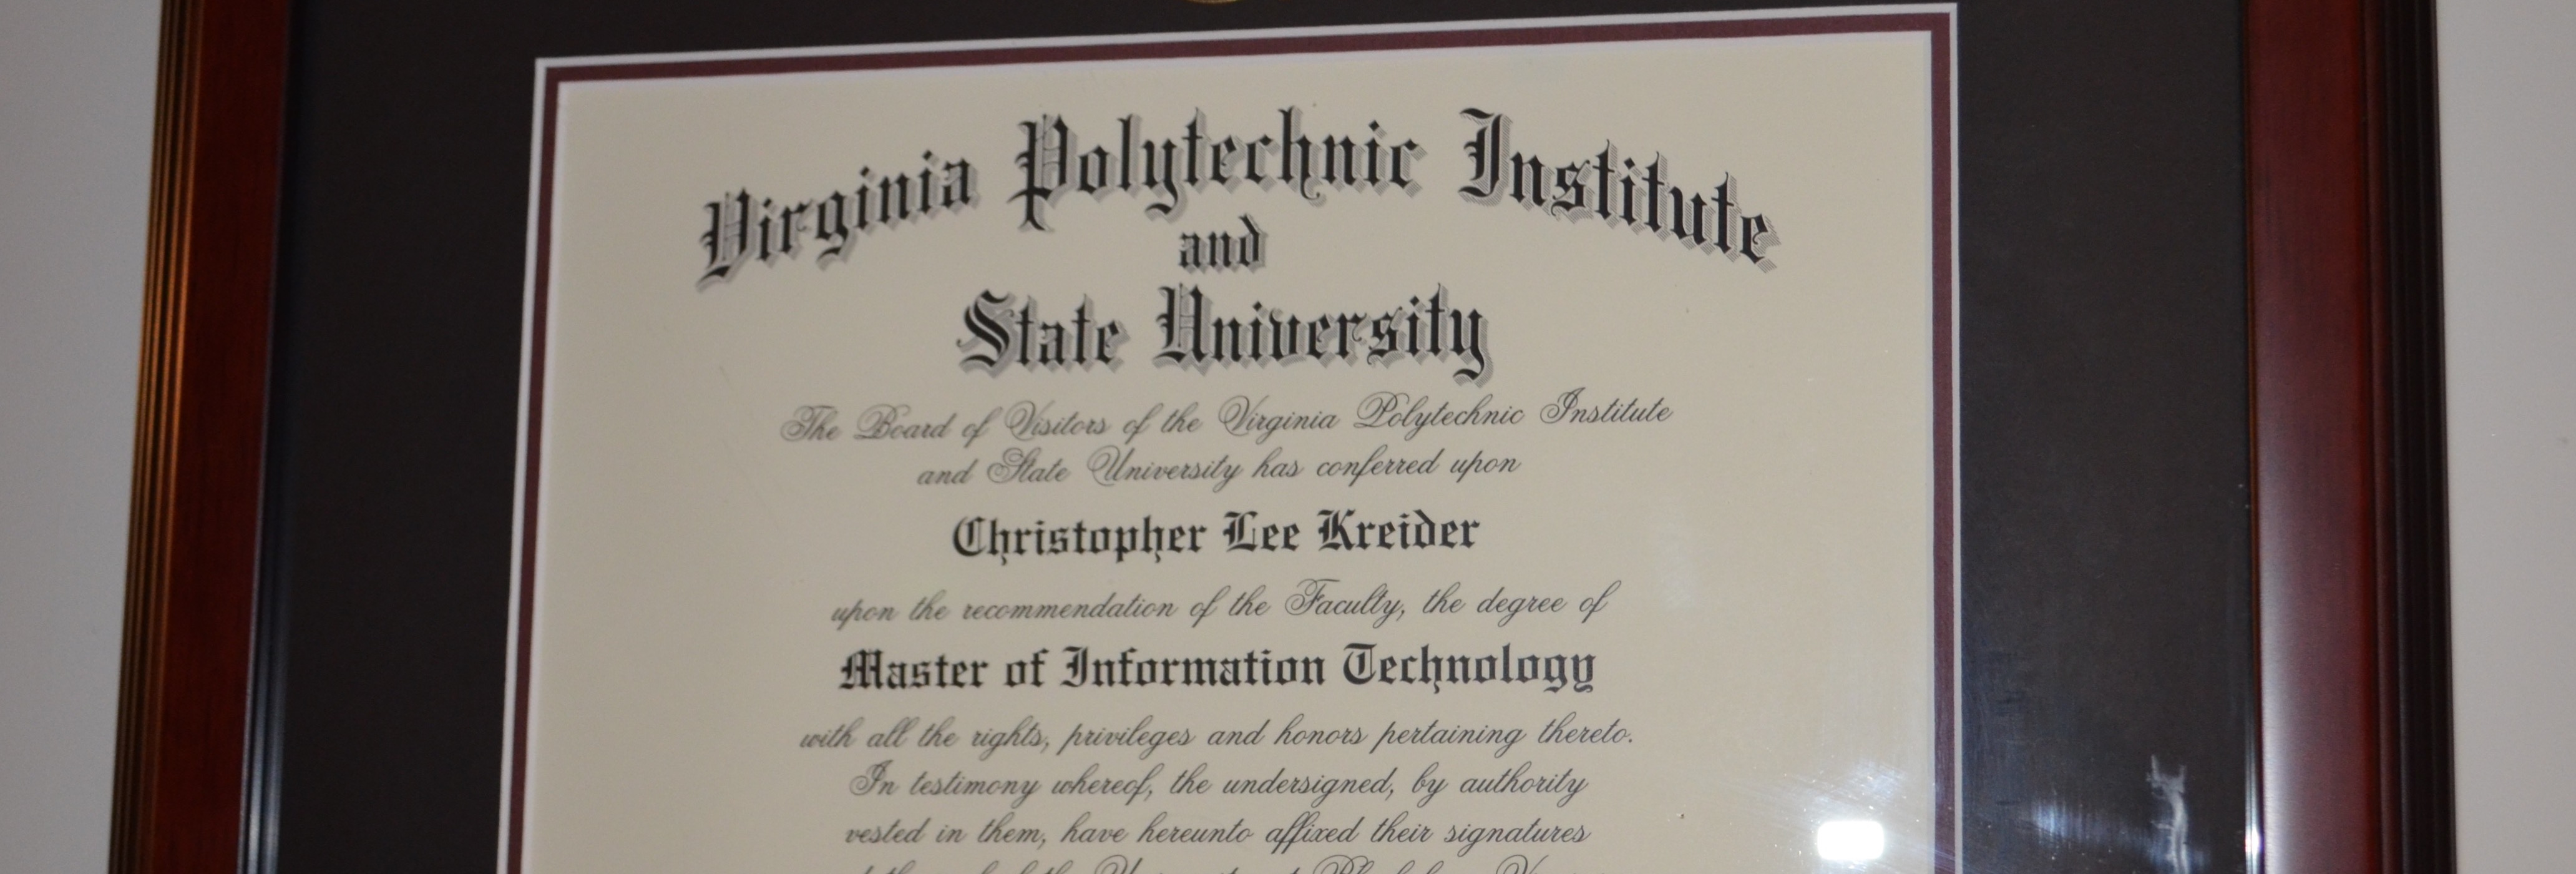 Virginia Polytechnic Institute
and
State University
The Board of Visitors of the Virginia Polytechnic Institute
and State University has conferred upon
Christopher Lee Kreider
upon the recommendation of the Faculty, the degree of
Master of Information Technology
with all the rights, privileges and honors pertaining thereto.
In testimony whereof, the undersigned, by authority
vested in them, have hereunto affixed their signatures